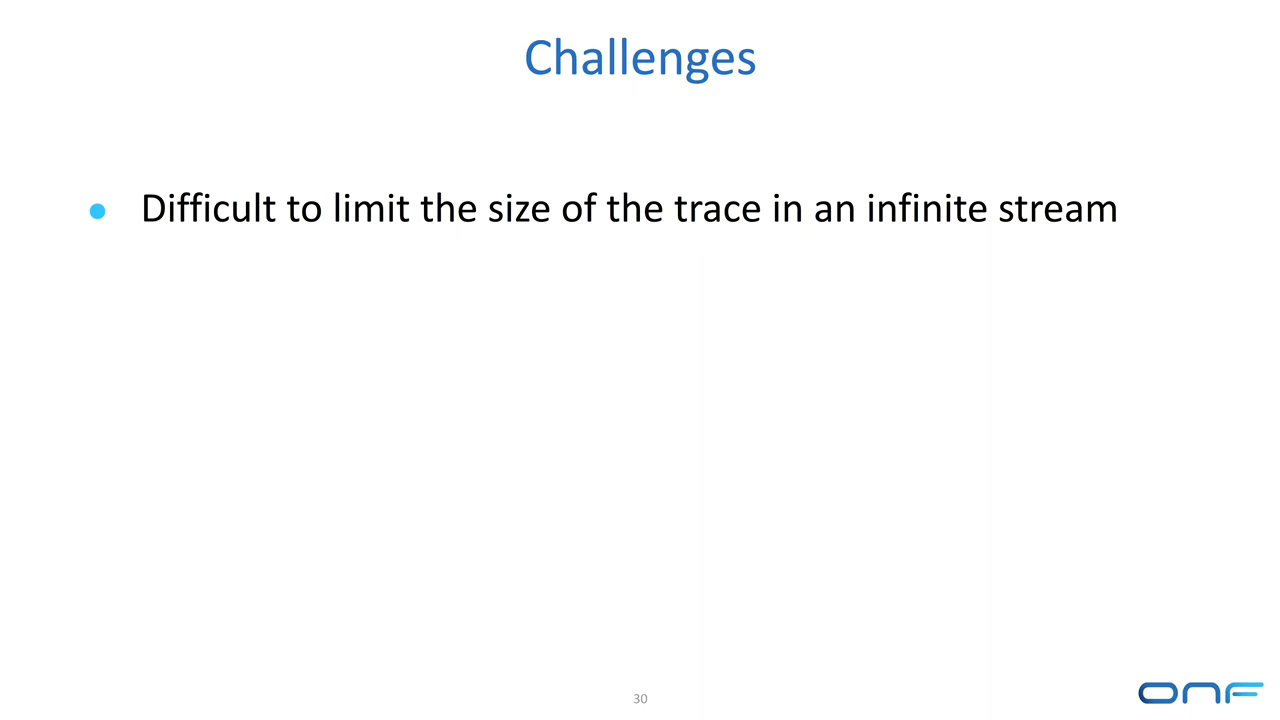 Challenges
● Difficult to limit the size of the trace in an infinite stream
30
ONF